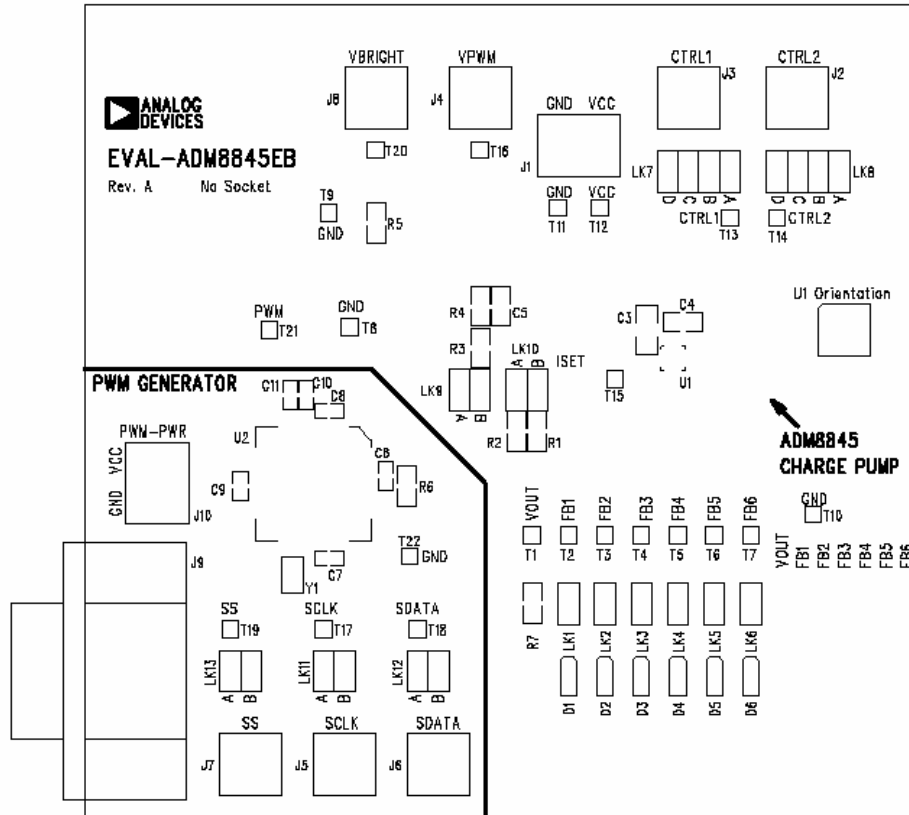 VBRIGHT
VPWM
CTRL1
CTRL2
J8
J4
J3
J2
GND VCC
J1
ANALOG
DEVICES
EVAL-ADM8845EB
Rev. A No Socket
T20
T16
LK7
D C B A
LK8
D C B A
T9
GND
R5
GND VCC
T11 T12
CTRL1
T13
CTRL2
T14
U1 Orientation
PWM
T21
GND
T8
R4
C5
C3
C4
R3
LK10
A B
ISET
U1
T15
LK9
A B
R2
R1
PWM GENERATOR
C11
C10
C8
ADM8845
CHARGE PUMP
PWM-PWR
GND VCC
J10
U2
C9
C6
R6
C7
Y1
T22
GND
J9
VOUT
FB1
FB2
FB3
FB4
FB5
FB6
T1 T2 T3 T4 T5 T6 T7
GND
T10
VOUT
FB1
FB2
FB3
FB4
FB5
FB6
R7
LK1
LK2
LK3
LK4
LK5
LK6
D1
D2
D3
D4
D5
D6
SS
T19
SCLK
T17
SDATA
T18
LK13
A B
LK11
A B
LK12
A B
SS
J7
SCLK
J5
SDATA
J6